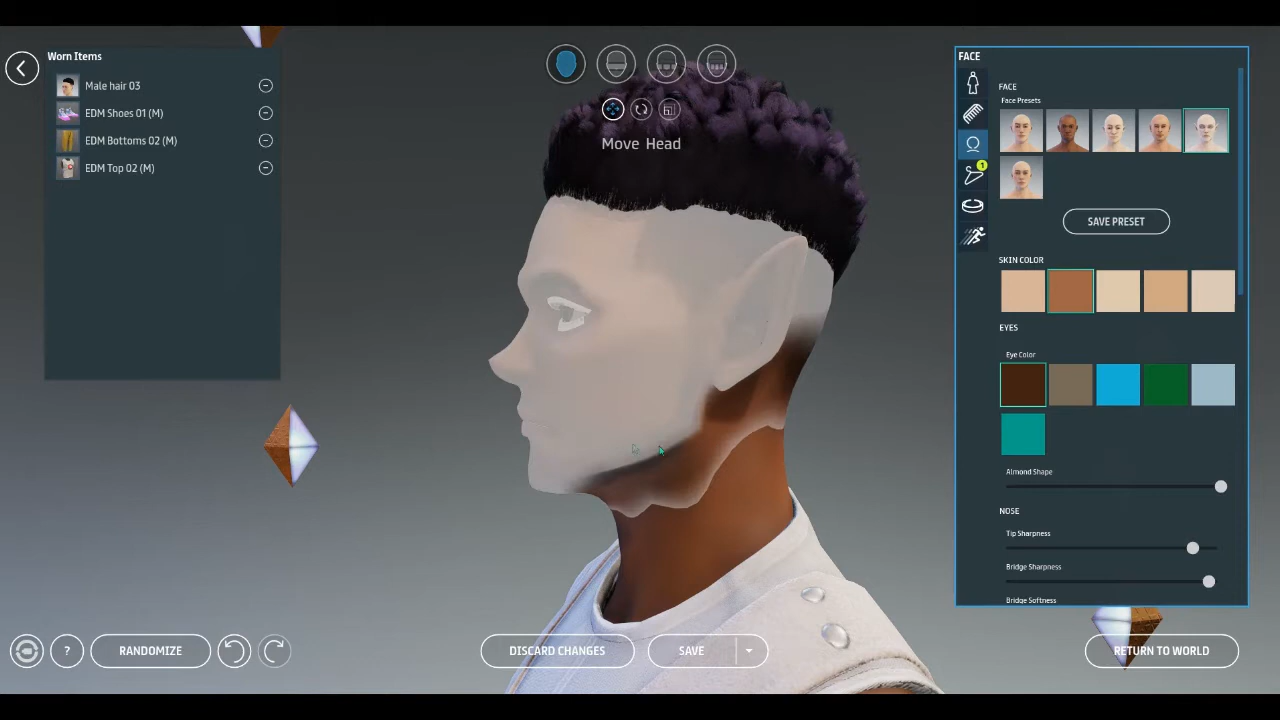 Worn Items
Male hair 03
EDM Shoes 01 (M)
EDM Bottoms 02 (M)
EDM Top 02 (M)
Move Head
FACE
FACE
Face Presets
1
SAVE PRESET
SKIN COLOR
EYES
Eye Color
Almond Shape
NOSE
Tip Sharpness
Bridge Sharpness
Bridge Softness
?
RANDOMIZE
DISCARD CHANGES
SAVE
RETURN TO WORLD